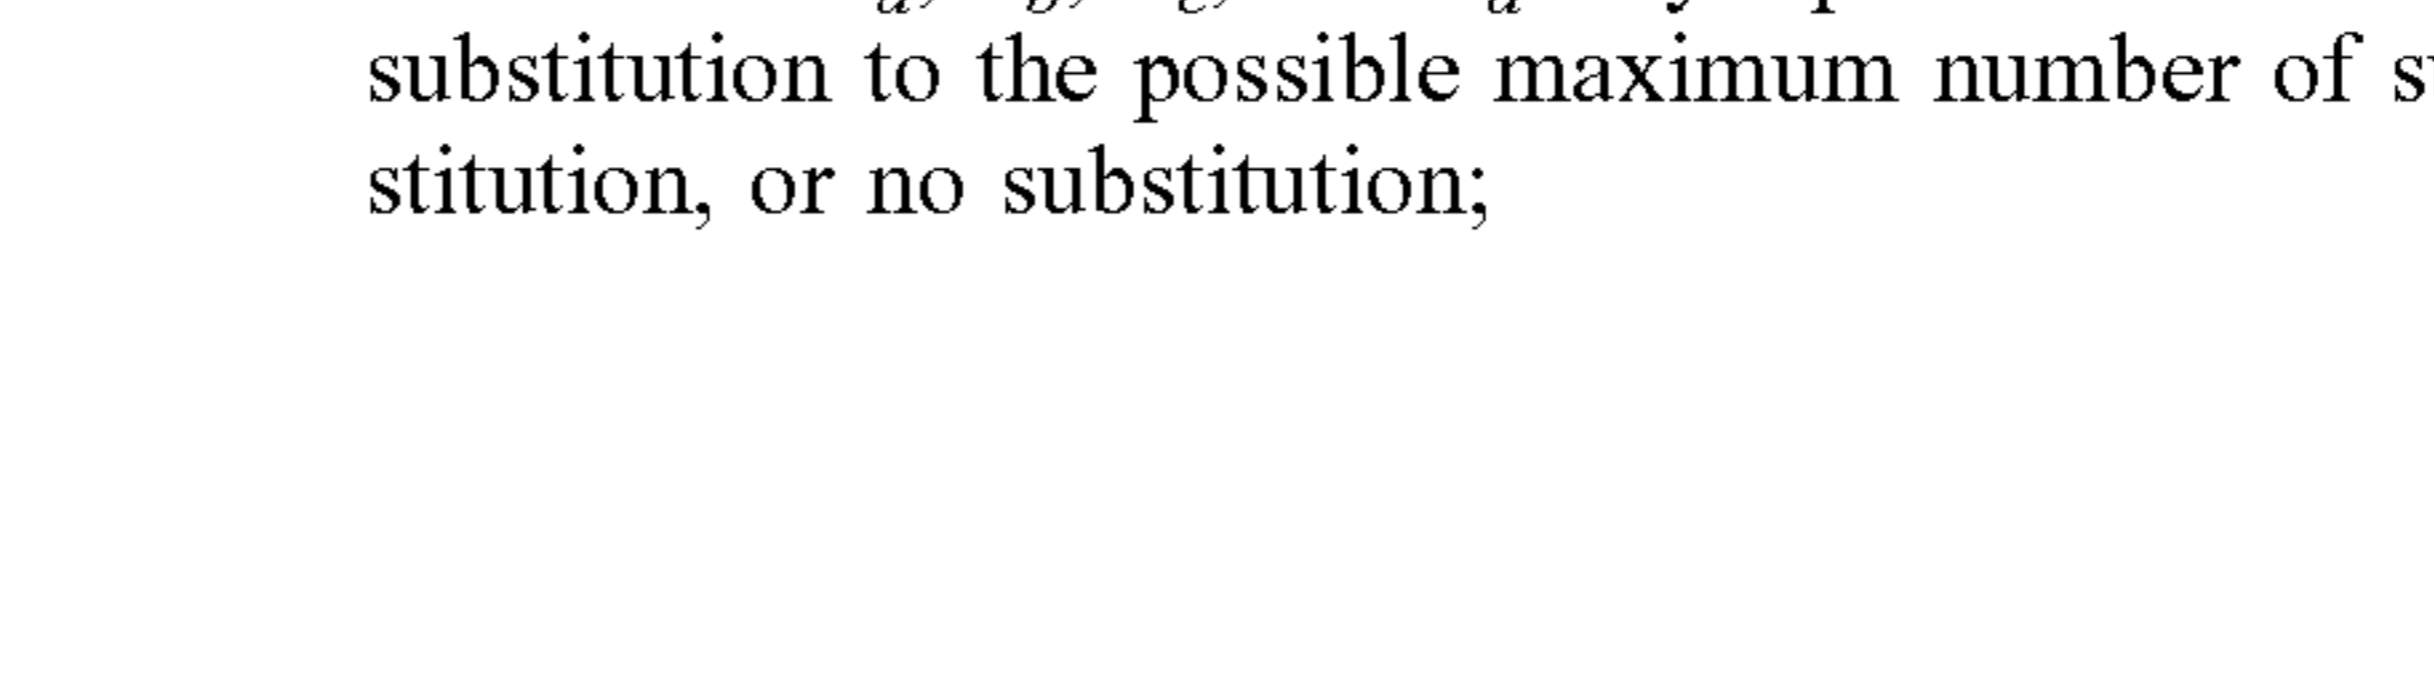 substitution to the possible maximum number of
stitution, or no substitution;